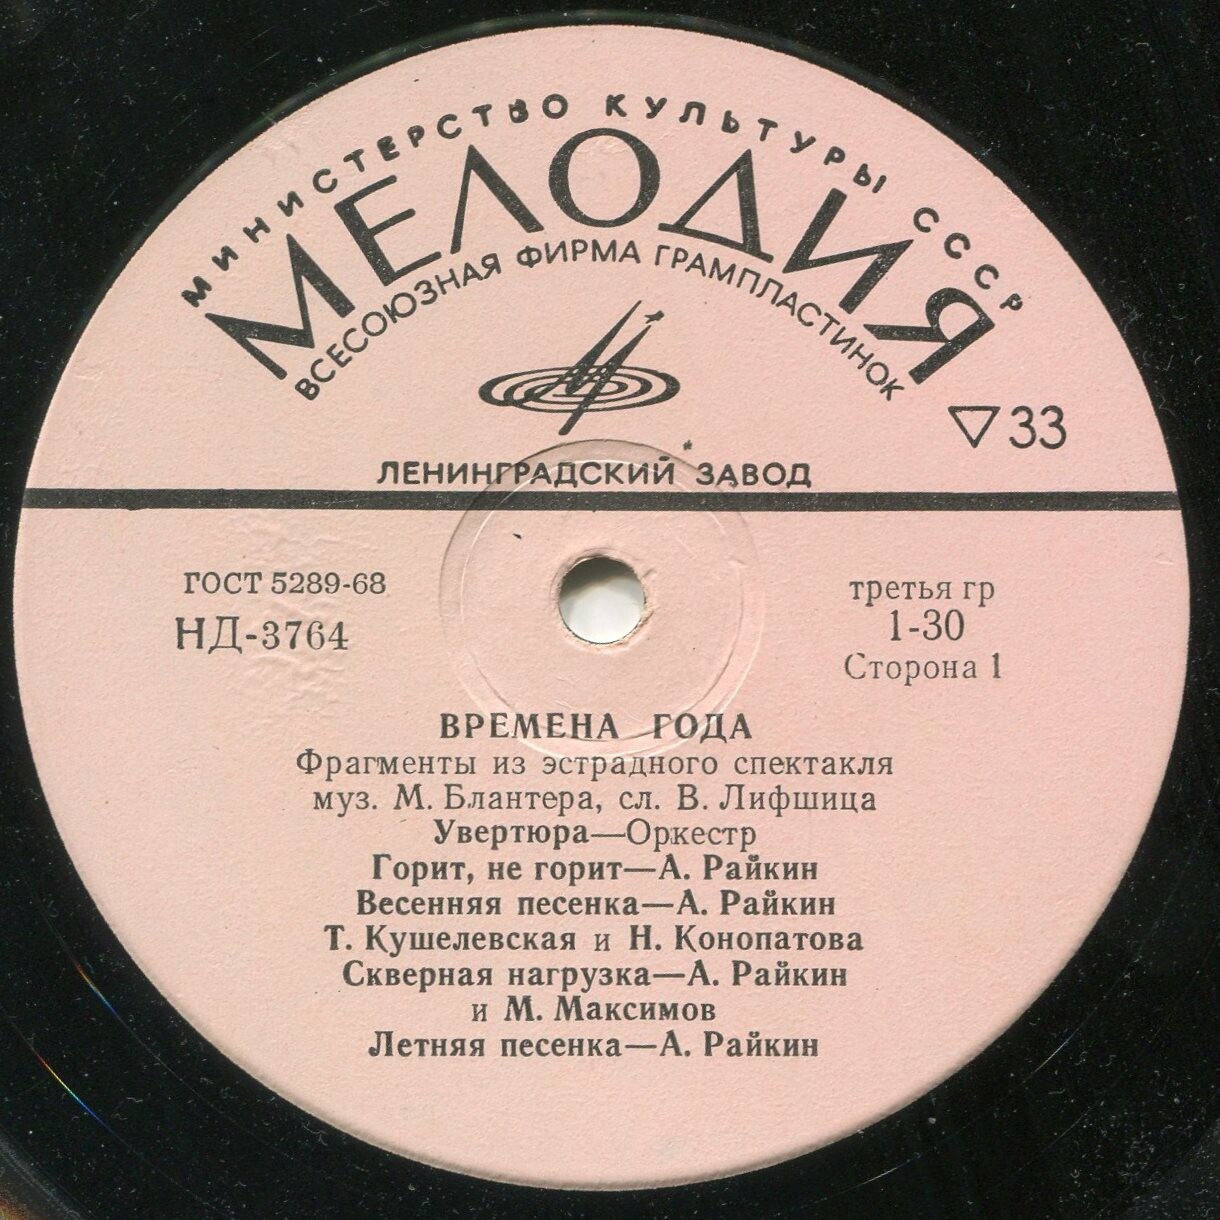 МИНИСТЕРСТВО КУЛЬТУРЫ СССР
МЕЛОДИЯ
ВСЕСОЮЗНАЯ ФИРМА ГРАМПЛАСТИНОК
▽33
ЛЕНИНГРАДСКИЙ ЗАВОД
ГОСТ 5289-68
НД-3764
третья гр
1-30
Сторона 1
ВРЕМЕНА ГОДА
Фрагменты из эстрадного спектакля
муз. М. Блантера, сл. В. Лифшица
Увертюра—Оркестр
Горит, не горит—А. Райкин
Весенняя песенка—А. Райкин
Т. Кушелевская и Н. Конопатова
Скверная нагрузка—А. Райкин
и М. Максимов
Летняя песенка—А. Райкин